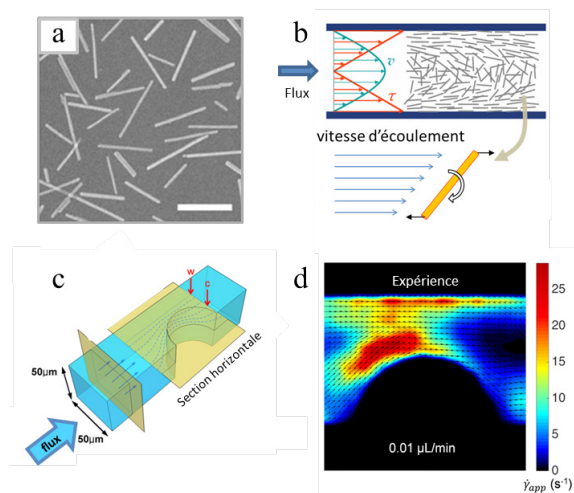 a
b
v
τ
Flux
vitesse d'écoulement
c
w
c
Section horizontale
50µm
50µm
flux
d
Expérience
0.01 µL/min
25
20
15
10
5
0
γ̇app (s-1)